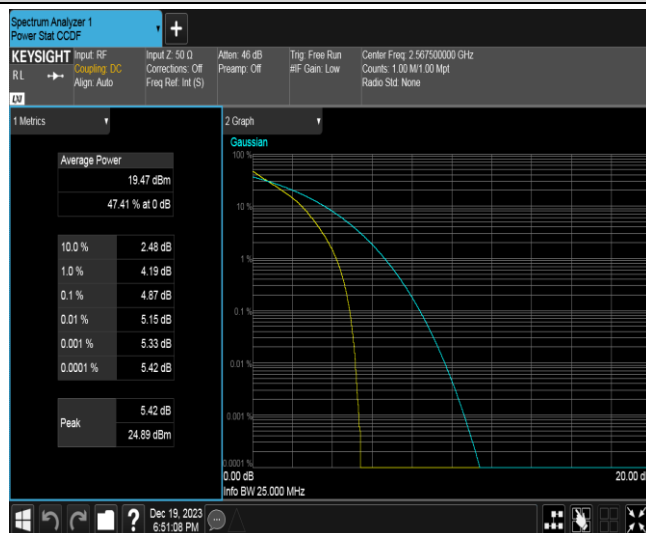 Spectrum Analyzer 1
Power Stat CCDF
KEYSIGHT
RL
LXI
Input: RF
Coupling: DC
Align: Auto
Input Z: 50 Ω
Corrections: Off
Freq Ref: Int (S)
Atten: 46 dB
Preamp: Off
Trig: Free Run
#IF Gain: Low
Center Freq: 2.567500000 GHz
Counts: 1.00 M/1.00 Mpt
Radio Std: None
1 Metrics
Average Power
19.47 dBm
47.41 % at 0 dB
10.0 % 2.48 dB
1.0 % 4.19 dB
0.1 % 4.87 dB
0.01 % 5.15 dB
0.001 % 5.33 dB
0.0001 % 5.42 dB
Peak
5.42 dB
24.89 dBm
2 Graph
Gaussian
100 %
10 %
1 %
0.1 %
0.01 %
0.001 %
0.0001 %
0.00 dB
20.00 d
Info BW 25.000 MHz
?
Dec 19, 2023
6:51:08 PM